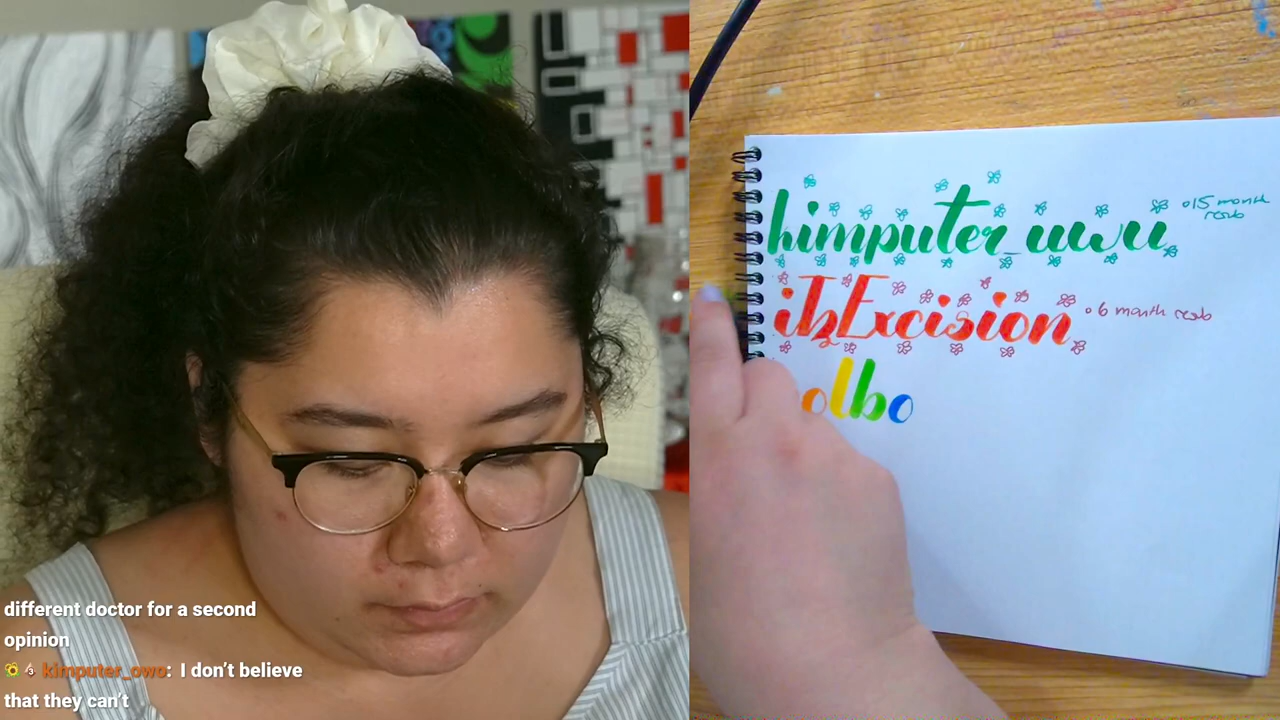 different doctor for a second
opinion
kimputer_owo: I don't believe
that they can't
kimputer_uwu
15 month
resub
ibExcision
6 month resub
olbo